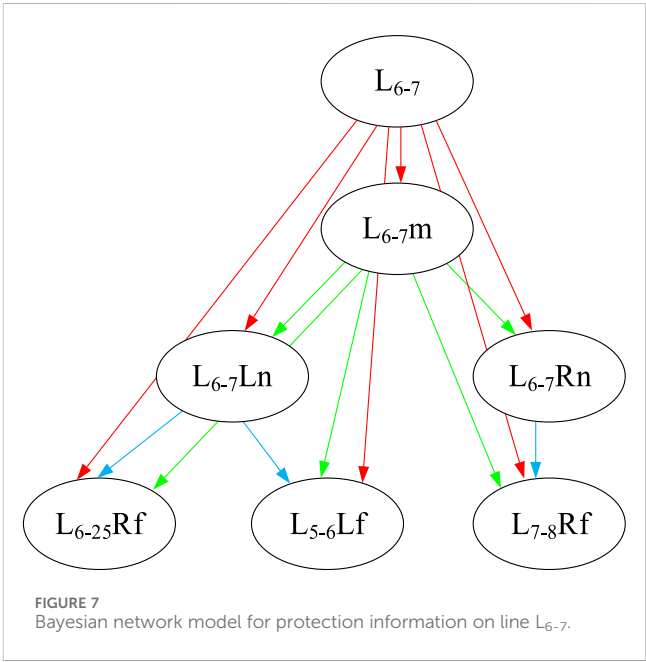 L₆₋₇
L₆₋₇m
L₆₋₇Ln
L₆₋₇Rn
L₆₋₂₅Rf
L₅₋₆Lf
L₇₋₈Rf
FIGURE 7
Bayesian network model for protection information on line L₆₋₇.